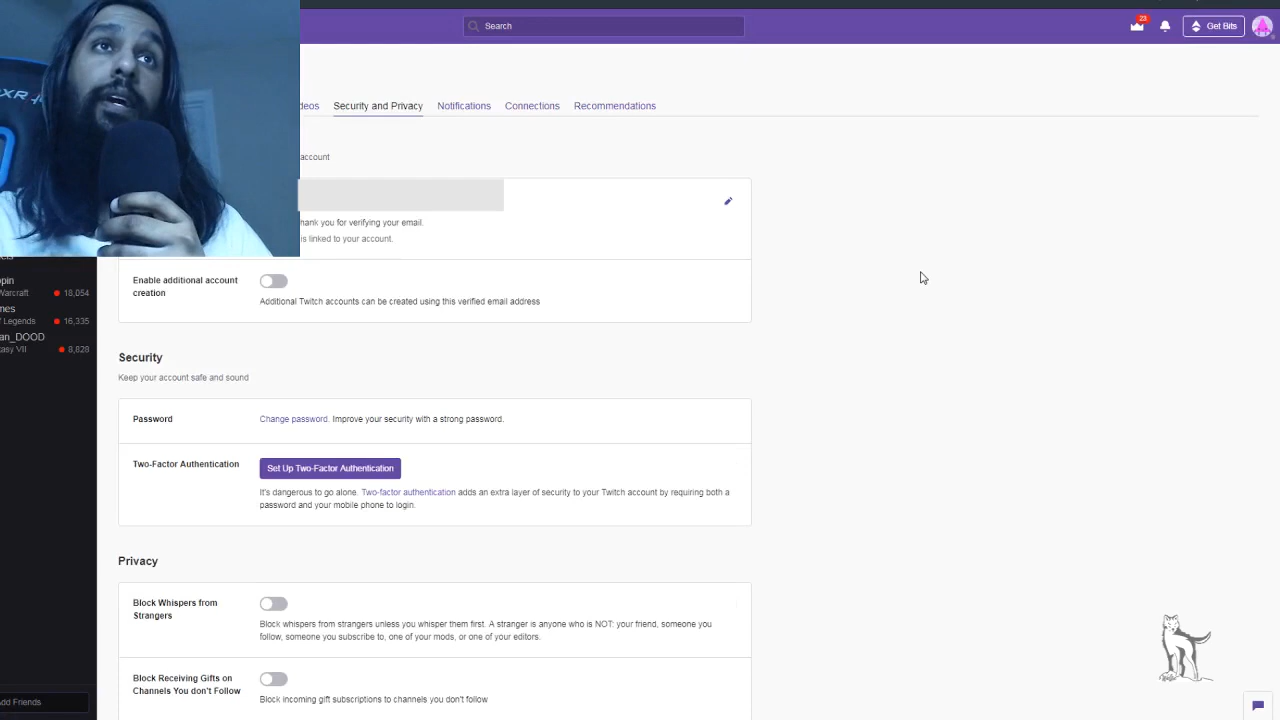 Search
23
Get Bits
deos Security and Privacy Notifications Connections Recommendations
account
hank you for verifying your email.
is linked to your account.
Enable additional account
creation
Additional Twitch accounts can be created using this verified email address
ppin
Warcraft 18,054
mes
f Legends 16,335
an_DOOD
tasy VII 8,828
Security
Keep your account safe and sound
Password
Change password. Improve your security with a strong password.
Two-Factor Authentication
Set Up Two-Factor Authentication
It's dangerous to go alone. Two-factor authentication adds an extra layer of security to your Twitch account by requiring both a
password and your mobile phone to login.
Privacy
Block Whispers from
Strangers
Block whispers from strangers unless you whisper them first. A stranger is anyone who is NOT: your friend, someone you
follow, someone you subscribe to, one of your mods, or one of your editors.
Block Receiving Gifts on
Channels You don't Follow
Block incoming gift subscriptions to channels you don't follow
Add Friends